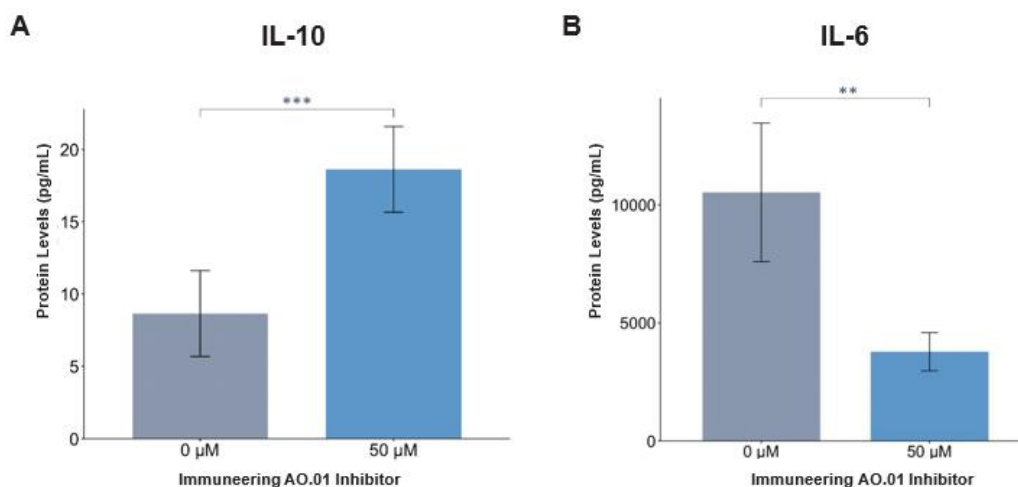 A
IL-10
***
Protein Levels (pg/mL)
20
15
10
5
0
0 µM
50 µM
Immuneering AO.01 Inhibitor
B
IL-6
**
Protein Levels (pg/mL)
10000
5000
0
0 µM
50 µM
Immuneering AO.01 Inhibitor